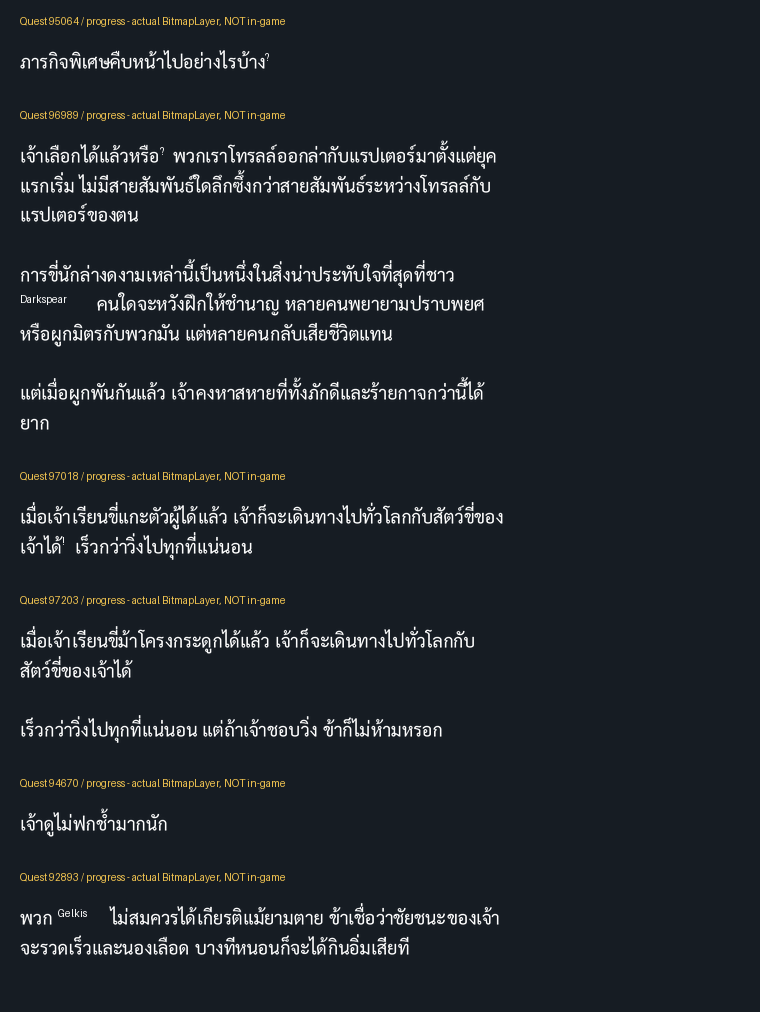 Quest 95064 / progress - actual BitmapLayer, NOT in-game
ภารกิจพิเศษคืบหน้าไปอย่างไรบ้าง?
Quest 96989 / progress - actual BitmapLayer, NOT in-game
เจ้าเลือกได้แล้วหรือ? พวกเราโทรลล์ออกล่ากับแรปเตอร์มาตั้งแต่ยุค
แรกเริ่ม ไม่มีสายสัมพันธ์ใดลึกซึ้งกว่าสายสัมพันธ์ระหว่างโทรลล์กับ
แรปเตอร์ของตน
การขี่นักล่างดงามเหล่านี้เป็นหนึ่งในสิ่งน่าประทับใจที่สุดที่ชาว
Darkspear คนใดจะหวังฝึกให้ชำนาญ หลายคนพยายามปราบพยศ
หรือผูกมิตรกับพวกมัน แต่หลายคนกลับเสียชีวิตแทน
แต่เมื่อผูกพันกันแล้ว เจ้าคงหาสหายที่ทั้งภักดีและร้ายกาจกว่านี้ได้
ยาก
Quest 97018 / progress - actual BitmapLayer, NOT in-game
เมื่อเจ้าเรียนขี่แกะตัวผู้ได้แล้ว เจ้าก็จะเดินทางไปทั่วโลกกับสัตว์ขี่ของ
เจ้าได้! เร็วกว่าวิ่งไปทุกที่แน่นอน
Quest 97203 / progress - actual BitmapLayer, NOT in-game
เมื่อเจ้าเรียนขี่ม้าโครงกระดูกได้แล้ว เจ้าก็จะเดินทางไปทั่วโลกกับ
สัตว์ขี่ของเจ้าได้
เร็วกว่าวิ่งไปทุกที่แน่นอน แต่ถ้าเจ้าชอบวิ่ง ข้าก็ไม่ห้ามหรอก
Quest 94670 / progress - actual BitmapLayer, NOT in-game
เจ้าดูไม่ฟกช้ำมากนัก
Quest 92893 / progress - actual BitmapLayer, NOT in-game
พวก Gelkis ไม่สมควรได้เกียรติแม้ยามตาย ข้าเชื่อว่าชัยชนะของเจ้า
จะรวดเร็วและนองเลือด บางทีหนอนก็จะได้กินอิ่มเสียที